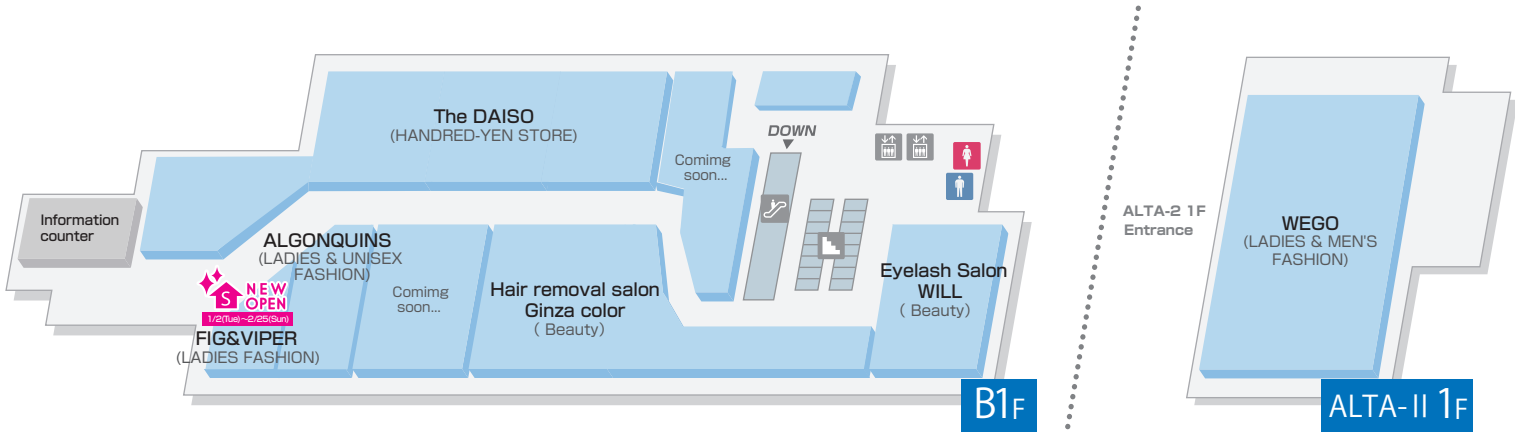 The DAISO
(HANDRED-YEN STORE)
DOWN
Comimg
soon...
Information
counter
ALGONQUINS
(LADIES & UNISEX
FASHION)
S NEW
OPEN
1/2(Tue)~2/25(Sun)
FIG&VIPER
(LADIES FASHION)
Comimg
soon...
Hair removal salon
Ginza color
( Beauty)
Eyelash Salon
WILL
( Beauty)
B1F
ALTA-2 1F
Entrance
WEGO
(LADIES & MEN'S
FASHION)
ALTA-II 1F